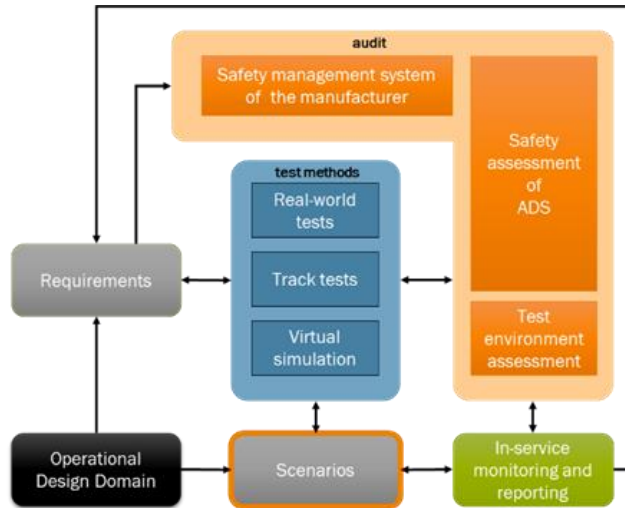 audit
Safety management system
of the manufacturer
Safety
assessment
of
ADS
test methods
Real-world
tests
Requirements
Track tests
Virtual
simulation
Test
environment
assessment
Operational
Design Domain
Scenarios
In-service
monitoring and
reporting